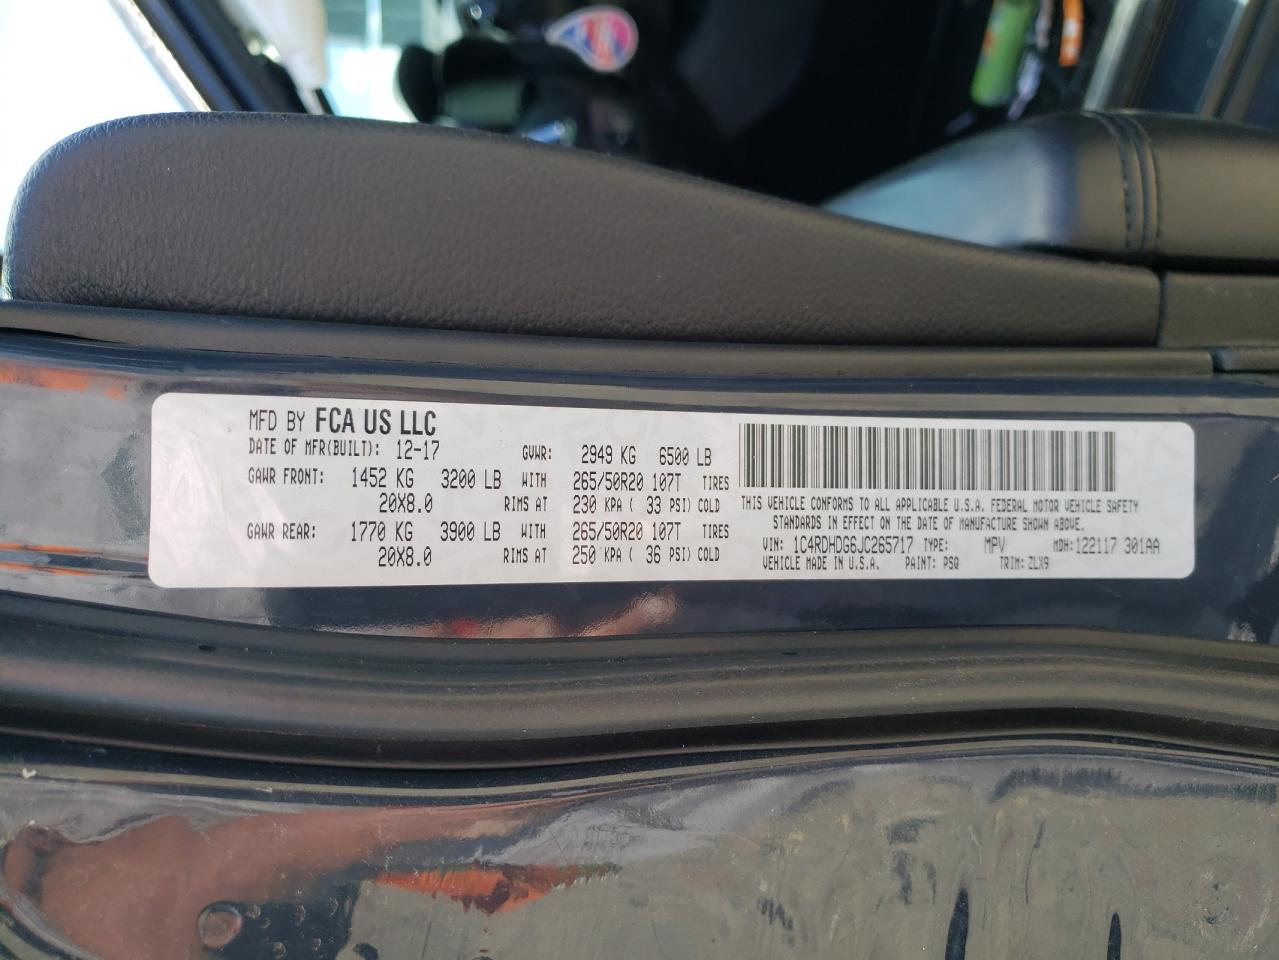 MFD BY FCA US LLC
DATE OF MFR(BUILT): 12-17 GVWR: 2949 KG 6500 LB
GAWR FRONT: 1452 KG 3200 LB WITH 265/50R20 107T TIRES
20X8.0 RIMS AT 230 KPA ( 33 PSI) COLD
GAWR REAR: 1770 KG 3900 LB WITH 265/50R20 107T TIRES
20X8.0 RIMS AT 250 KPA ( 36 PSI) COLD
THIS VEHICLE CONFORMS TO ALL APPLICABLE U.S.A. FEDERAL MOTOR VEHICLE SAFETY
STANDARDS IN EFFECT ON THE DATE OF MANUFACTURE SHOWN ABOVE.
VIN: 1C4RDHDG6JC265717 TYPE: MPV MDH: 122117 301AA
VEHICLE MADE IN U.S.A. PAINT: PSQ TRIM: ZLX9